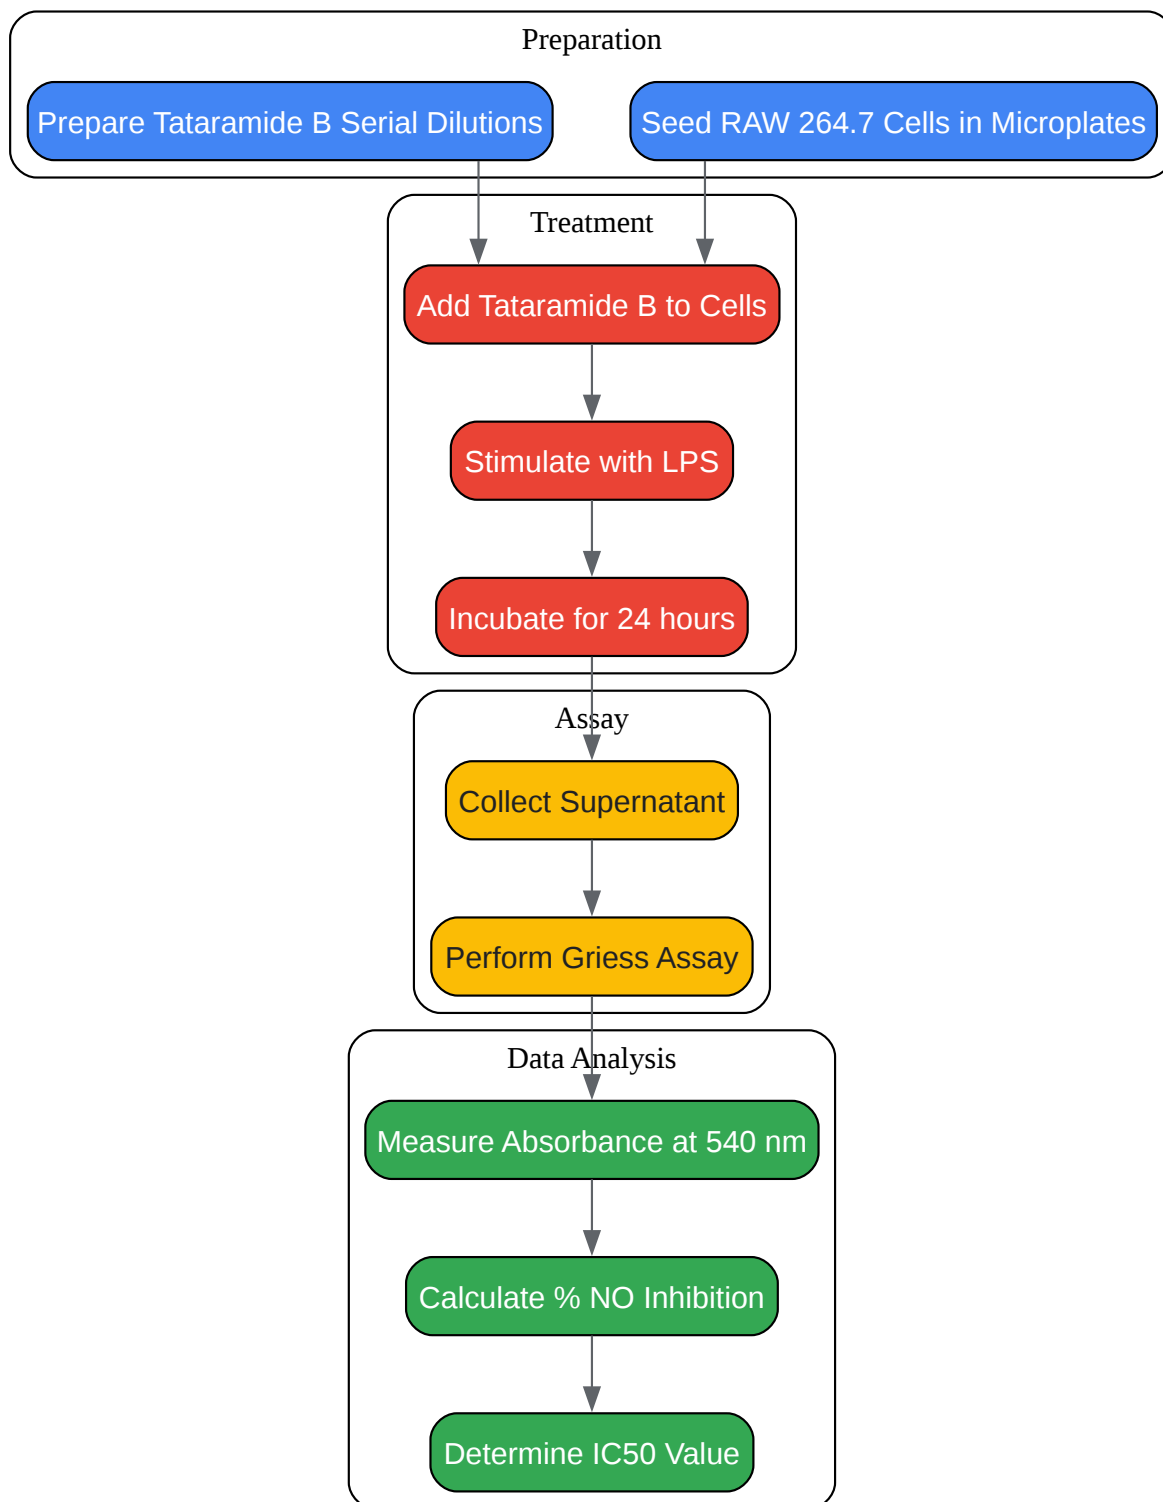 Preparation
Prepare Tataramide B Serial Dilutions
Seed RAW 264.7 Cells in Microplates
Treatment
Add Tataramide B to Cells
Stimulate with LPS
Incubate for 24 hours
Assay
Collect Supernatant
Perform Griess Assay
Data Analysis
Measure Absorbance at 540 nm
Calculate % NO Inhibition
Determine IC50 Value